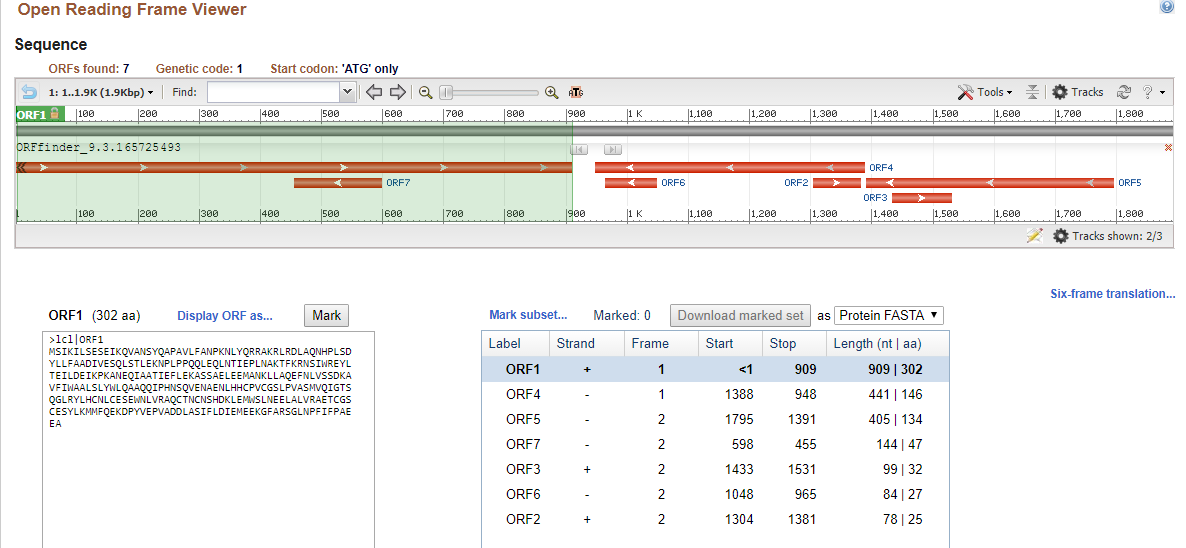 Open Reading Frame Viewer
Sequence
ORFs found: 7 Genetic code: 1 Start codon: 'ATG' only
1: 1..1.9K (1.9Kbp) Find: ATG Tools Tracks ?
ORF1 100 200 300 400 500 600 700 800 900 1 K 1,100 1,200 1,300 1,400 1,500 1,600 1,700 1,800
ORFfinder_9.3.165725493
ORF4
ORF7 ORF6 ORF2 ORF5
ORF3
1 100 200 300 400 500 600 700 800 900 1 K 1,100 1,200 1,300 1,400 1,500 1,600 1,700 1,800
Tracks shown: 2/3
Six-frame translation...
ORF1 (302 aa) Display ORF as... Mark
>lcl|ORF1
MSIKILSESEIKQVANSYQAPAVLFANPKNLYQRRAKRLRDLAQNHPLSD
YLLFAADIVESQLSTLEKNPLPPQQLEQLNTIEPLNAKTFKRNSIWREYL
TEILDEIKPKANEQIAATIEFLEKASSAELEEMANKLLAQEFNLVSSDKA
VFIWAALSLYWLQAAQQIPHNSQVENAENLHHCPVCGSLPVASMVQIGTS
QGLRYLHCNLCESEWNLVRAQCTNCNSHDKLEMWSLNEELALVRAETCGS
CESYLKMMFQEKDPYVEPVADDLASIFLDIEMEEKGFARSGLNPFIFPAE
EA
Mark subset... Marked: 0 Download marked set as Protein FASTA
Label Strand Frame Start Stop Length (nt | aa)
ORF1 + 1 <1 909 909 | 302
ORF4 - 1 1388 948 441 | 146
ORF5 - 2 1795 1391 405 | 134
ORF7 - 2 598 455 144 | 47
ORF3 + 2 1433 1531 99 | 32
ORF6 - 2 1048 965 84 | 27
ORF2 + 2 1304 1381 78 | 25